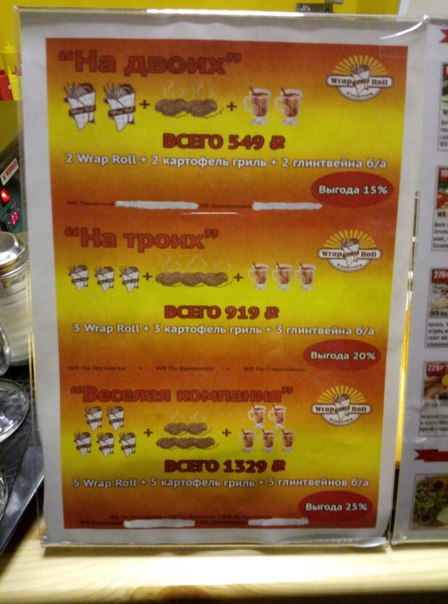 “На двоих”
Wrap Roll
+ +
ВСЕГО 549 ₽
2 Wrap Roll + 2 картофель гриль + 2 глинтвейна б/а
Выгода 15%
“На троих”
Wrap Roll
+ +
ВСЕГО 919 ₽
3 Wrap Roll + 3 картофель гриль + 3 глинтвейна б/а
Выгода 20%
“Веселая компания”
Wrap Roll
+ +
ВСЕГО 1329 ₽
5 Wrap Roll + 5 картофель гриль + 5 глинтвейнов б/а
Выгода 25%